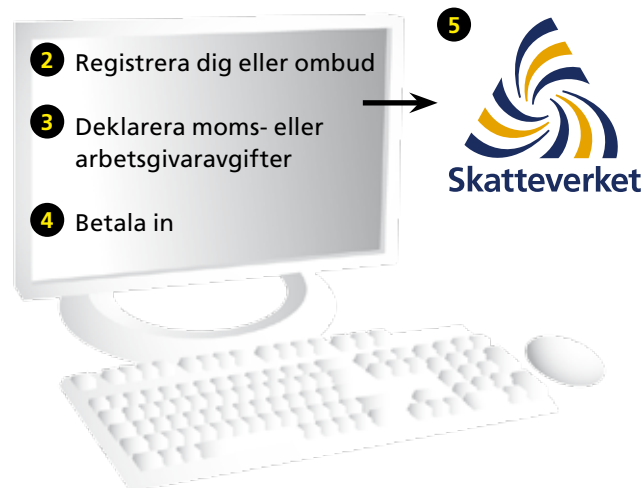 2 Registrera dig eller ombud
3 Deklarera moms- eller
arbetsgivaravgifter
4 Betala in
5
Skatteverket